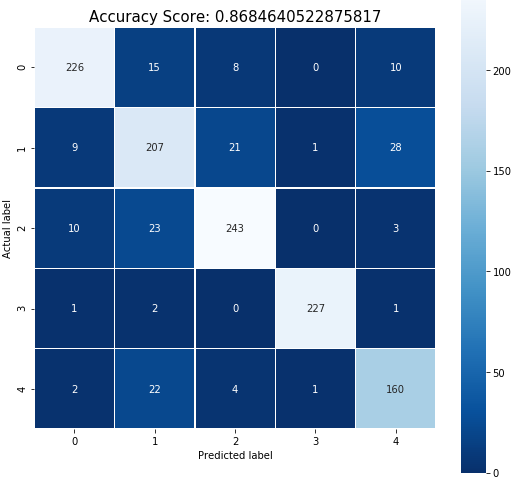 Accuracy Score: 0.8684640522875817
0 226 15 8 0 10
1 9 207 21 1 28
2 10 23 243 0 3
3 1 2 0 227 1
4 2 22 4 1 160
0 1 2 3 4
Actual label
Predicted label
200
150
100
50
0